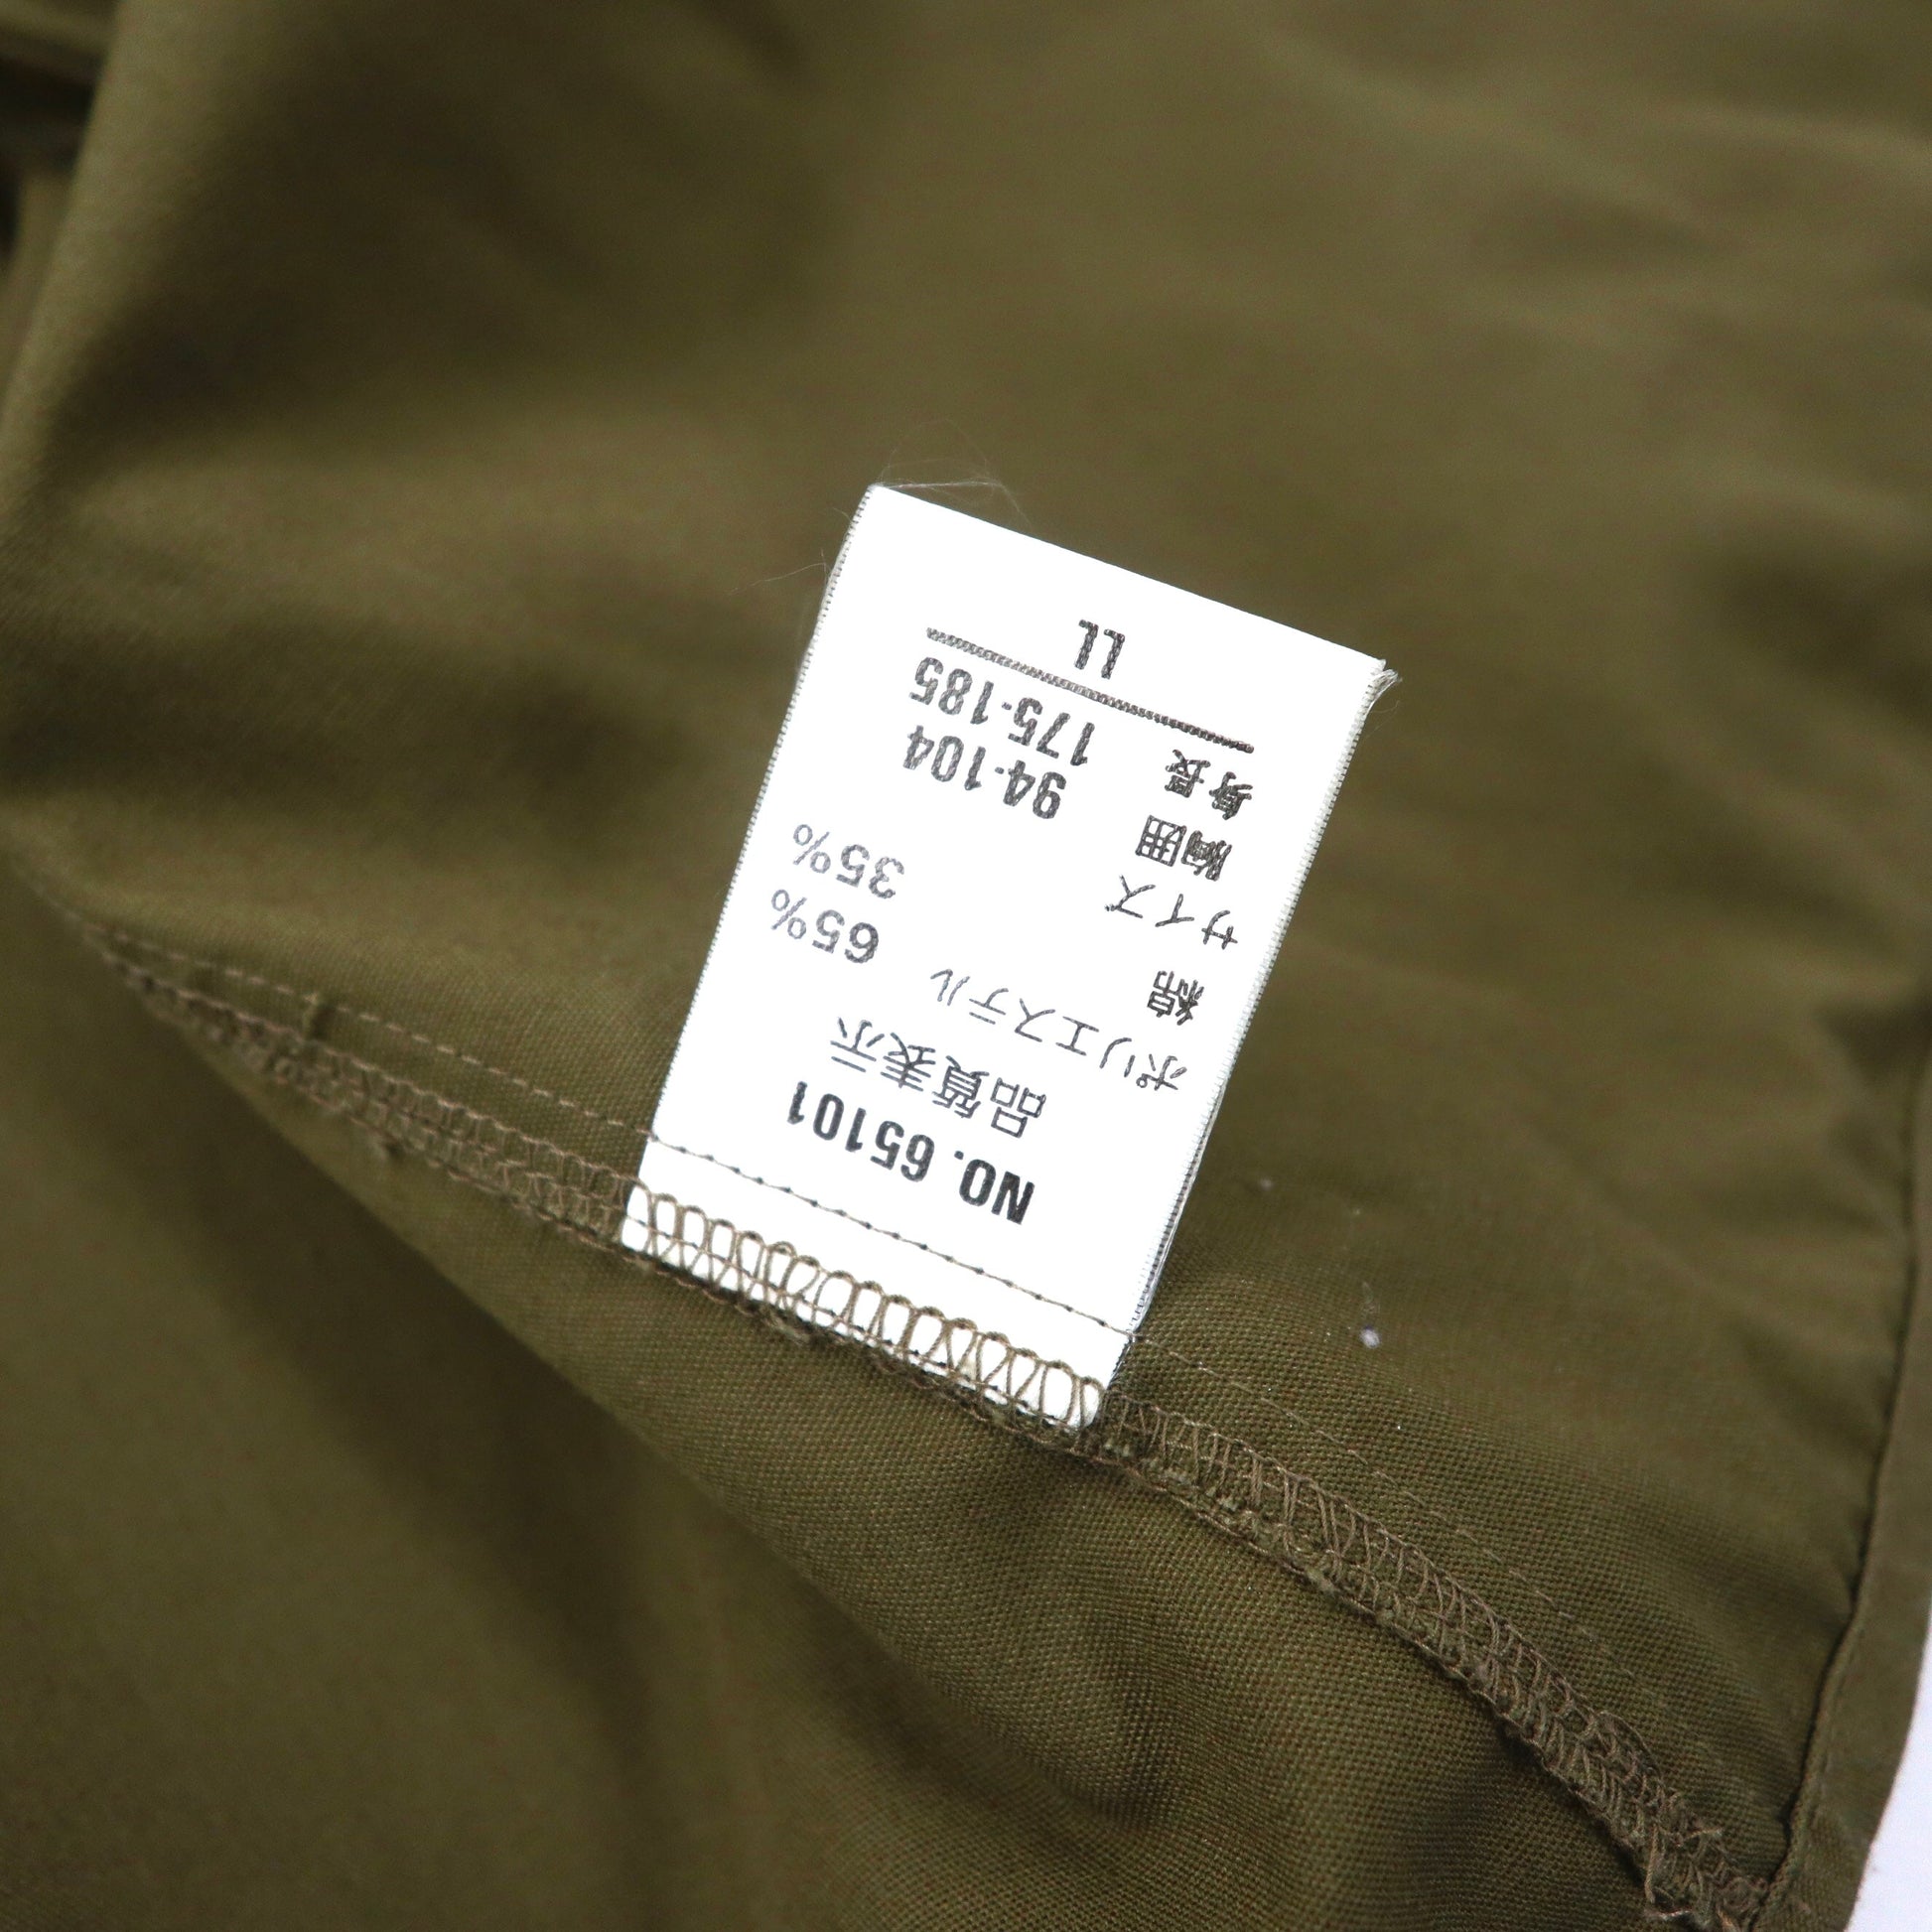 NO. 65101
品質表示
ポリエステル 65%
綿 35%
サイズ
胸囲 94-104
身長 175-185
LL